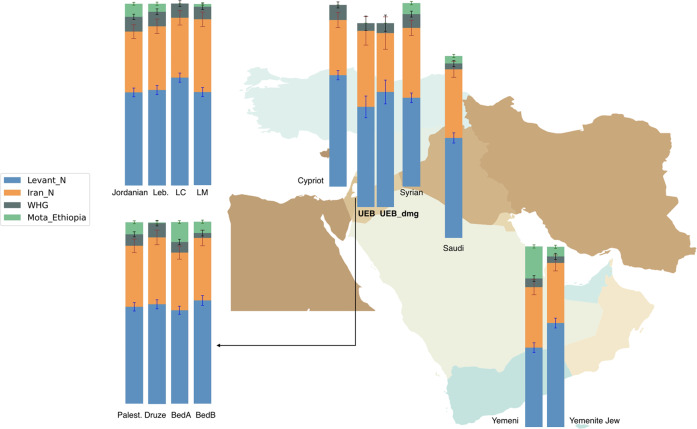 Levant_N
Iran_N
WHG
Mota_Ethiopia
Jordanian Leb. LC LM
Cypriot
Syrian
UEB UEB_dmg
Saudi
Palest. Druze BedA BedB
Yemeni
Yemenite Jew